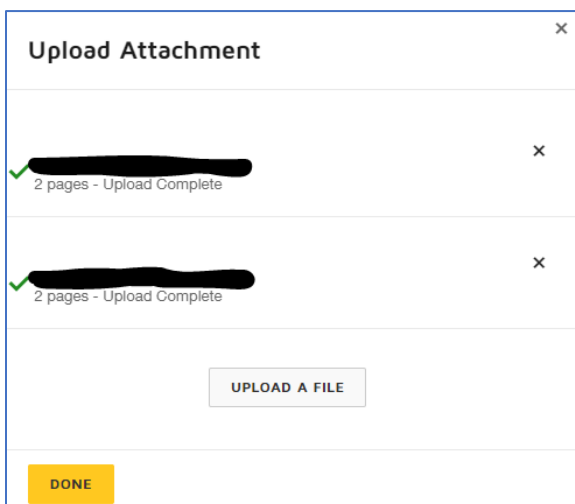 Upload Attachment
2 pages - Upload Complete
2 pages - Upload Complete
UPLOAD A FILE
DONE